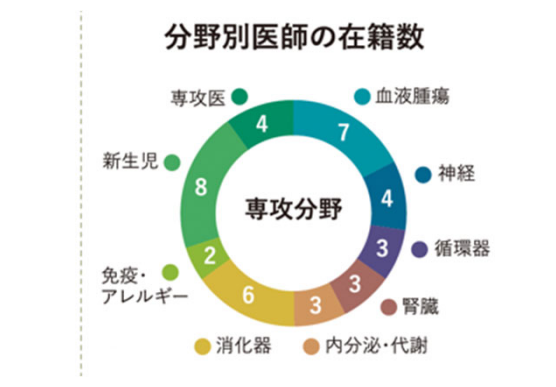 分野別医師の在籍数
専攻医
血液腫瘍
4
7
新生児
神経
8
専攻分野
4
循環器
3
2
免疫・
アレルギー
6
3
3
腎臓
消化器
内分泌・代謝